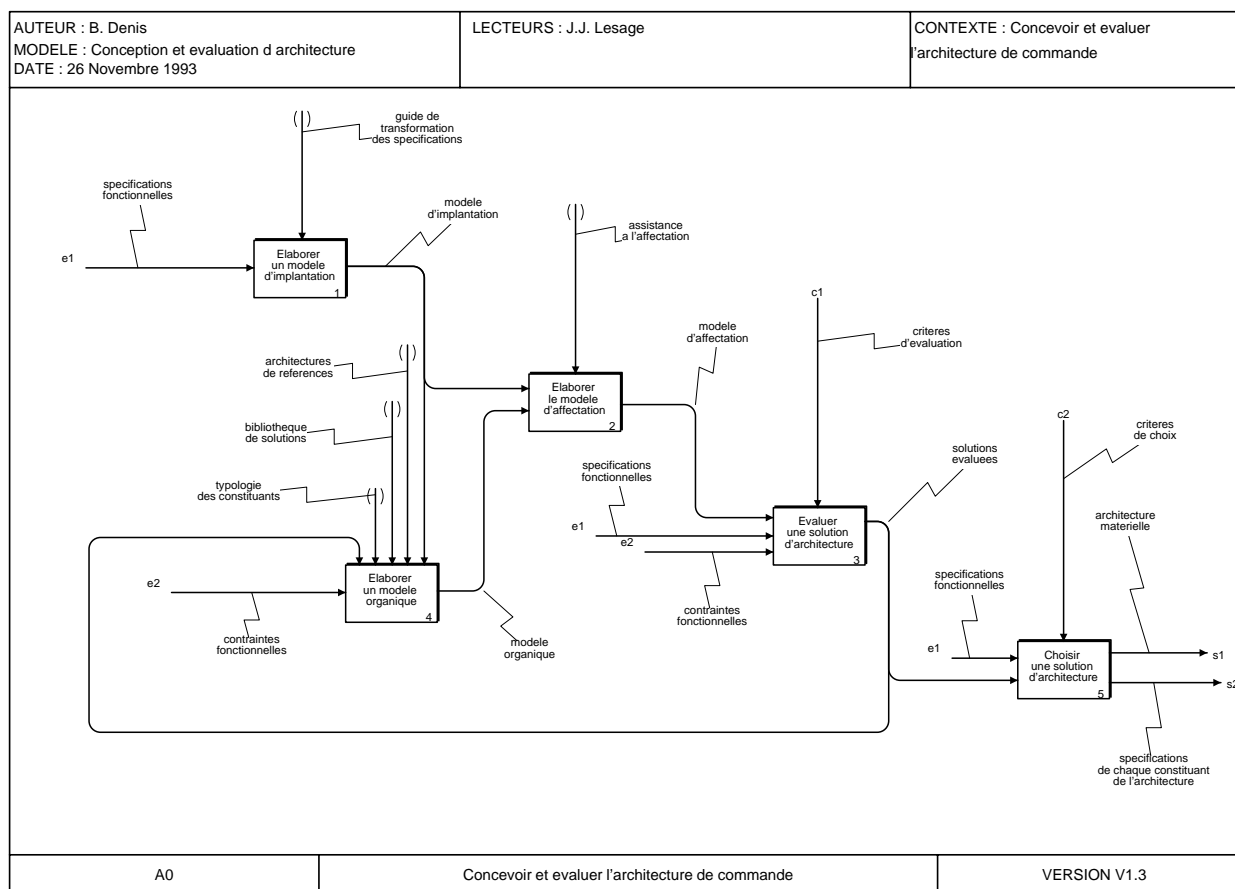 AUTEUR : B. Denis
MODELE : Conception et evaluation d architecture
DATE : 26 Novembre 1993
LECTEURS : J.J. Lesage
CONTEXTE : Concevoir et evaluer
l'architecture de commande
( )
guide de
transformation
des specifications
specifications
fonctionnelles
e1
Elaborer
un modele
d'implantation
1
modele
d'implantation
( )
assistance
a l'affectation
c1
criteres
d'evaluation
modele
d'affectation
( )
architectures
de references
Elaborer
le modele
d'affectation
2
( )
bibliotheque
de solutions
c2
criteres
de choix
solutions
evaluees
( )
typologie
des constituants
specifications
fonctionnelles
e1
e2
Evaluer
une solution
d'architecture
3
architecture
materielle
e2
Elaborer
un modele
organique
4
contraintes
fonctionnelles
modele
organique
contraintes
fonctionnelles
specifications
fonctionnelles
e1
Choisir
une solution
d'architecture
5
s1
s2
specifications
de chaque constituant
de l'architecture
A0
Concevoir et evaluer l'architecture de commande
VERSION V1.3